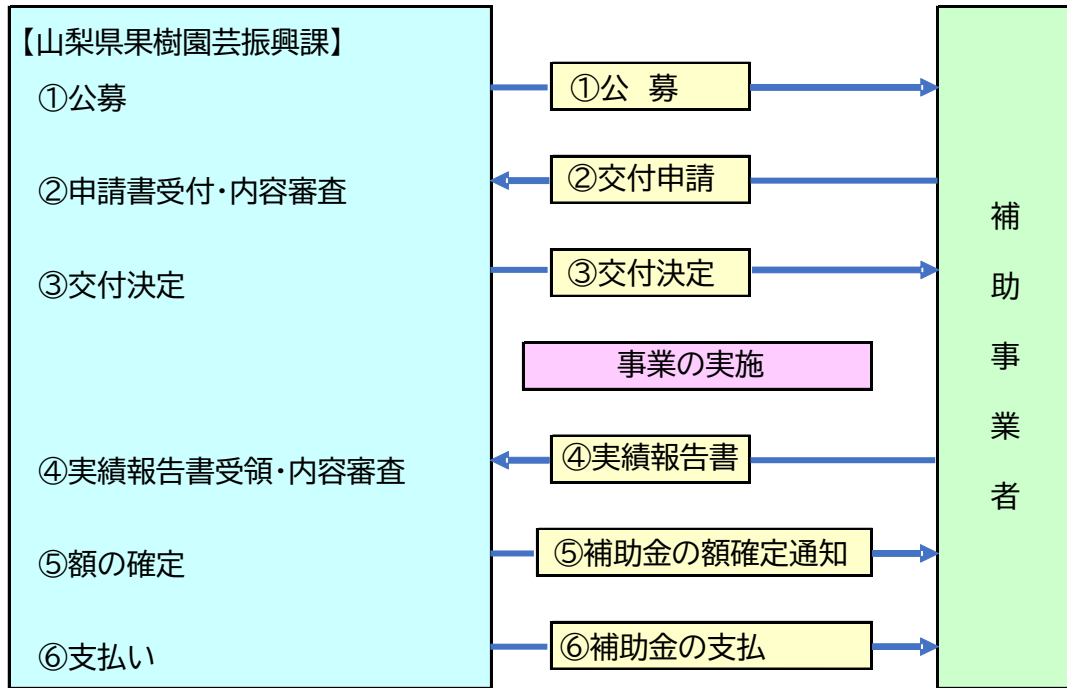 【山梨県果樹園芸振興課】
①公募
①公 募
②申請書受付・内容審査
②交付申請
③交付決定
③交付決定
事業の実施
④実績報告書受領・内容審査
④実績報告書
⑤額の確定
⑤補助金の額確定通知
⑥支払い
⑥補助金の支払
補助事業者